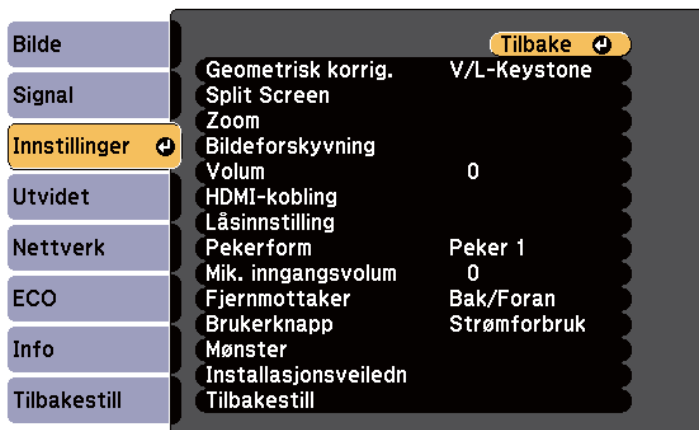 Bilde
Signal
Innstillinger
Utvidet
Nettverk
ECO
Info
Tilbakestill
Tilbake
Geometrisk korrig. V/L-Keystone
Split Screen
Zoom
Bildeforskyvning
Volum 0
HDMI-kobling
Låsinnstilling
Pekerform Peker 1
Mik. inngangsvolum 0
Fjernmottaker Bak/Foran
Brukerknapp Strømforbruk
Mønster
Installasjonsveiledn
Tilbakestill